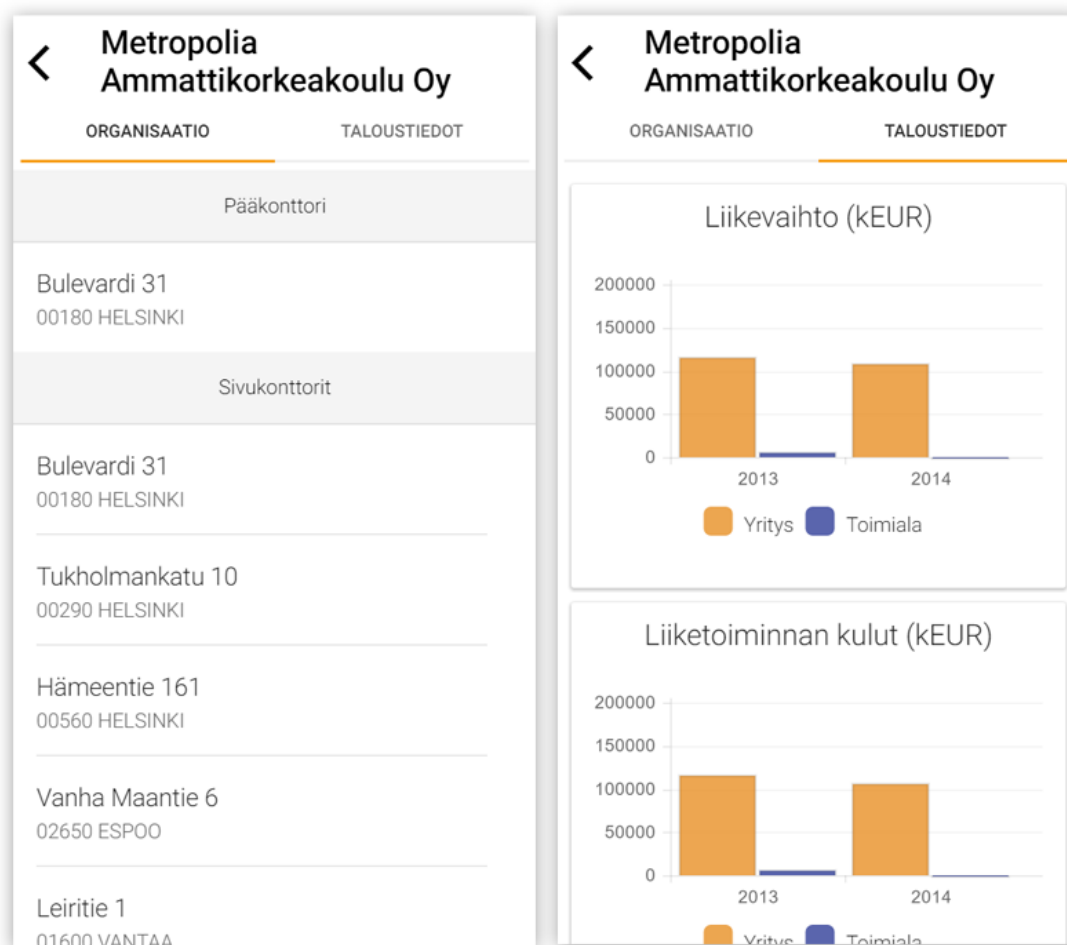 Metropolia
Ammattikorkeakoulu Oy
ORGANISAATIO TALOUSTIEDOT
Pääkonttori
Bulevardi 31
00180 HELSINKI
Sivukonttorit
Bulevardi 31
00180 HELSINKI
Tukholmankatu 10
00290 HELSINKI
Hämeentie 161
00560 HELSINKI
Vanha Maantie 6
02650 ESPOO
Leiritie 1
01600 VANTAA
Metropolia
Ammattikorkeakoulu Oy
ORGANISAATIO TALOUSTIEDOT
Liikevaihto (kEUR)
200000
150000
100000
50000
0
2013 2014
Yritys Toimiala
Liiketoiminnan kulut (kEUR)
200000
150000
100000
50000
0
2013 2014
Yritys Toimiala